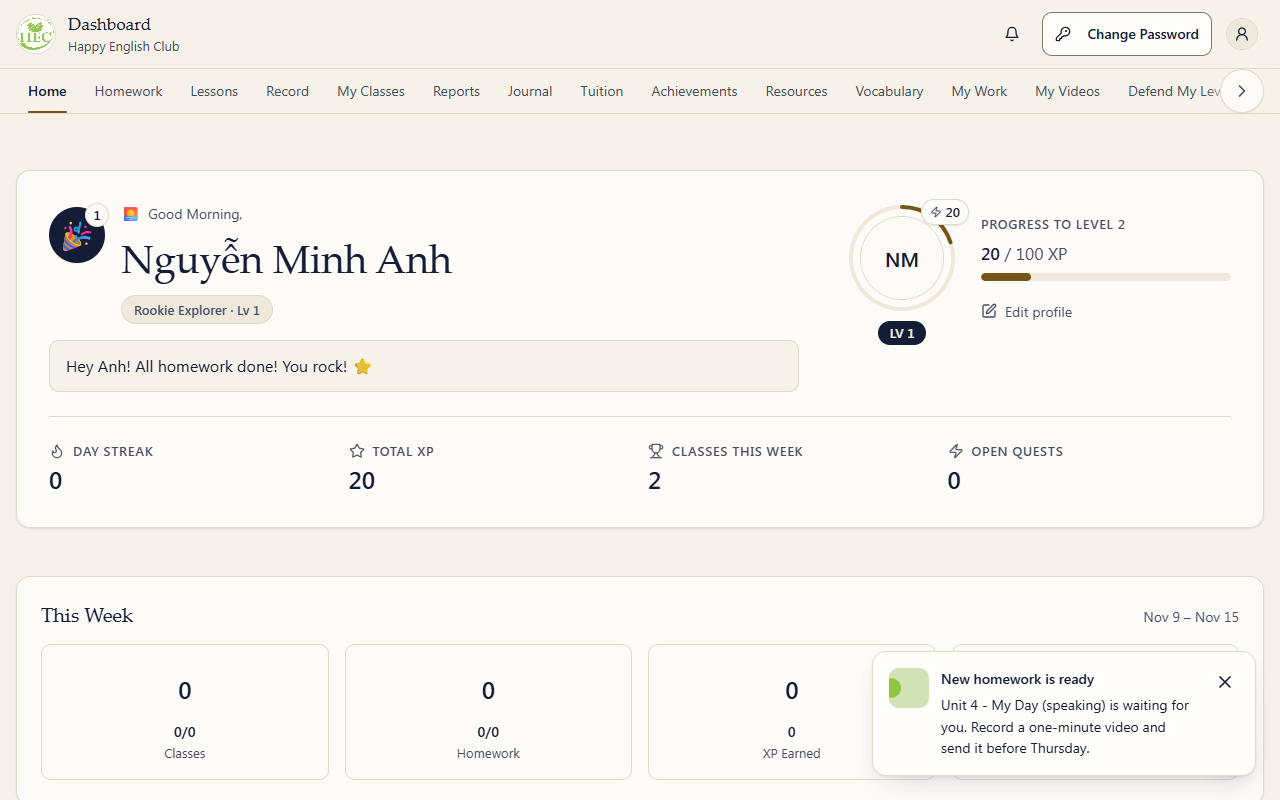 HEC
Dashboard
Happy English Club
Change Password
Home
Homework
Lessons
Record
My Classes
Reports
Journal
Tuition
Achievements
Resources
Vocabulary
My Work
My Videos
Defend My Lev
1
Good Morning,
Nguyễn Minh Anh
Rookie Explorer · Lv 1
Hey Anh! All homework done! You rock! ⭐
20
NM
LV 1
PROGRESS TO LEVEL 2
20 / 100 XP
Edit profile
DAY STREAK
0
TOTAL XP
20
CLASSES THIS WEEK
2
OPEN QUESTS
0
This Week
Nov 9 – Nov 15
0
0/0
Classes
0
0/0
Homework
0
0
XP Earned
New homework is ready
Unit 4 - My Day (speaking) is waiting for
you. Record a one-minute video and
send it before Thursday.